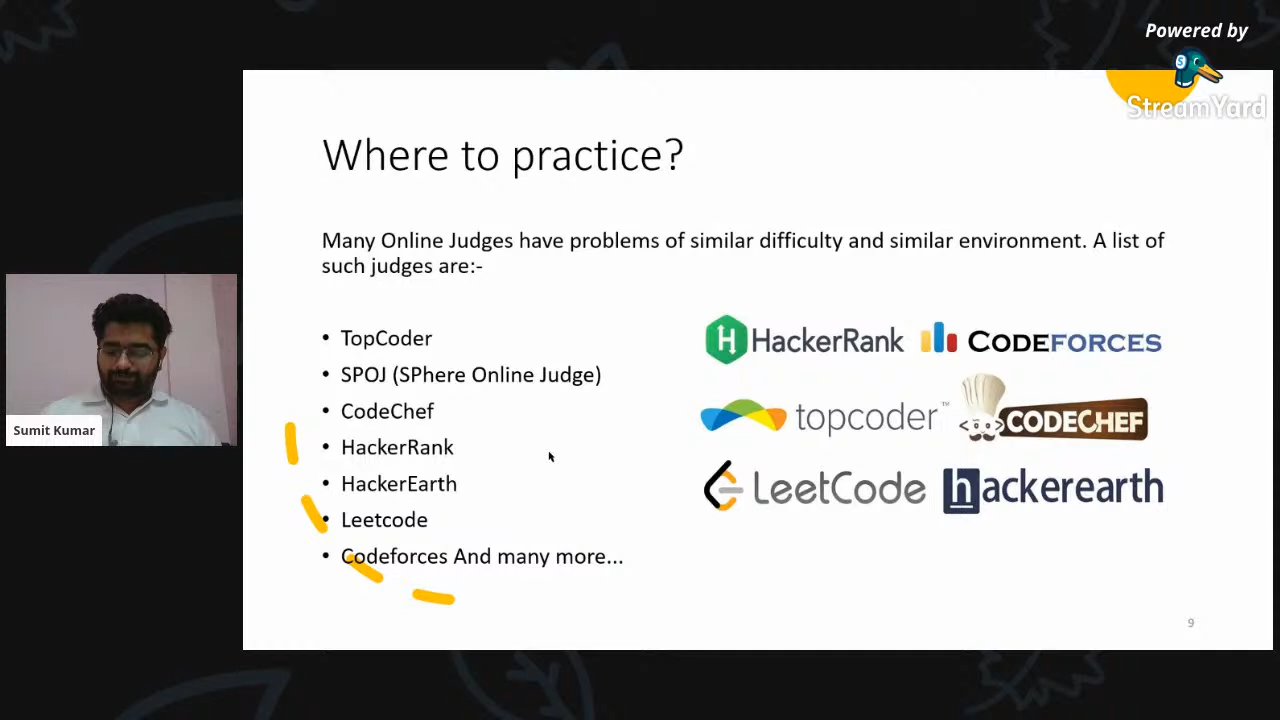 Powered by
StreamYard
Where to practice?
Many Online Judges have problems of similar difficulty and similar environment. A list of
such judges are:-
• TopCoder
• SPOJ (SPhere Online Judge)
• CodeChef
• HackerRank
• HackerEarth
• Leetcode
• Codeforces And many more...
HackerRank CODEFORCES
topcoder™ CODECHEF
LeetCode hackerearth
Sumit Kumar
9